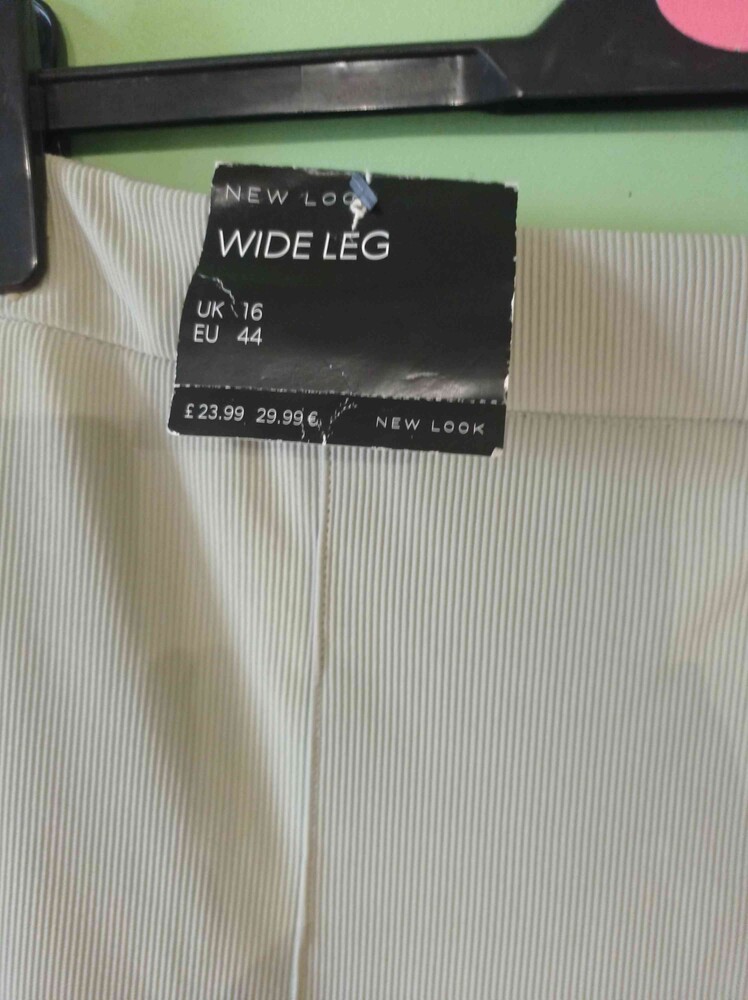 NEW LOOK
WIDE LEG
UK 16
EU 44
£23.99 29.99€ NEW LOOK